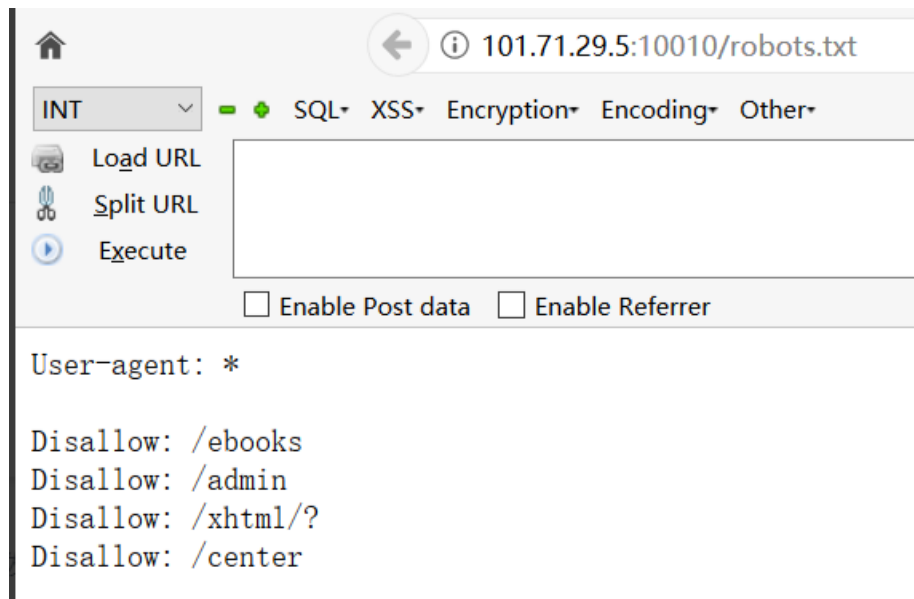 101.71.29.5:10010/robots.txt
INT SQL XSS Encryption Encoding Other
Load URL
Split URL
Execute
Enable Post data Enable Referrer
User-agent: *
Disallow: /ebooks
Disallow: /admin
Disallow: /xhtml/?
Disallow: /center